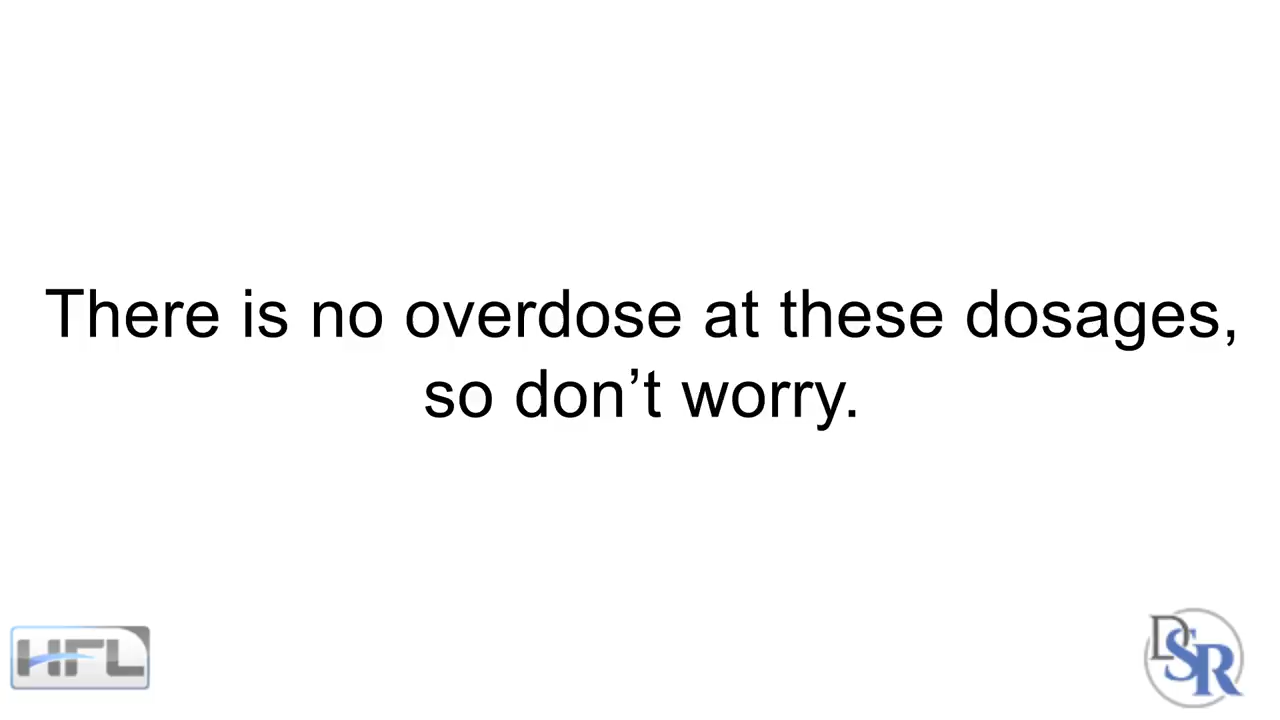 There is no overdose at these dosages,
so don’t worry.
HFL
DSR